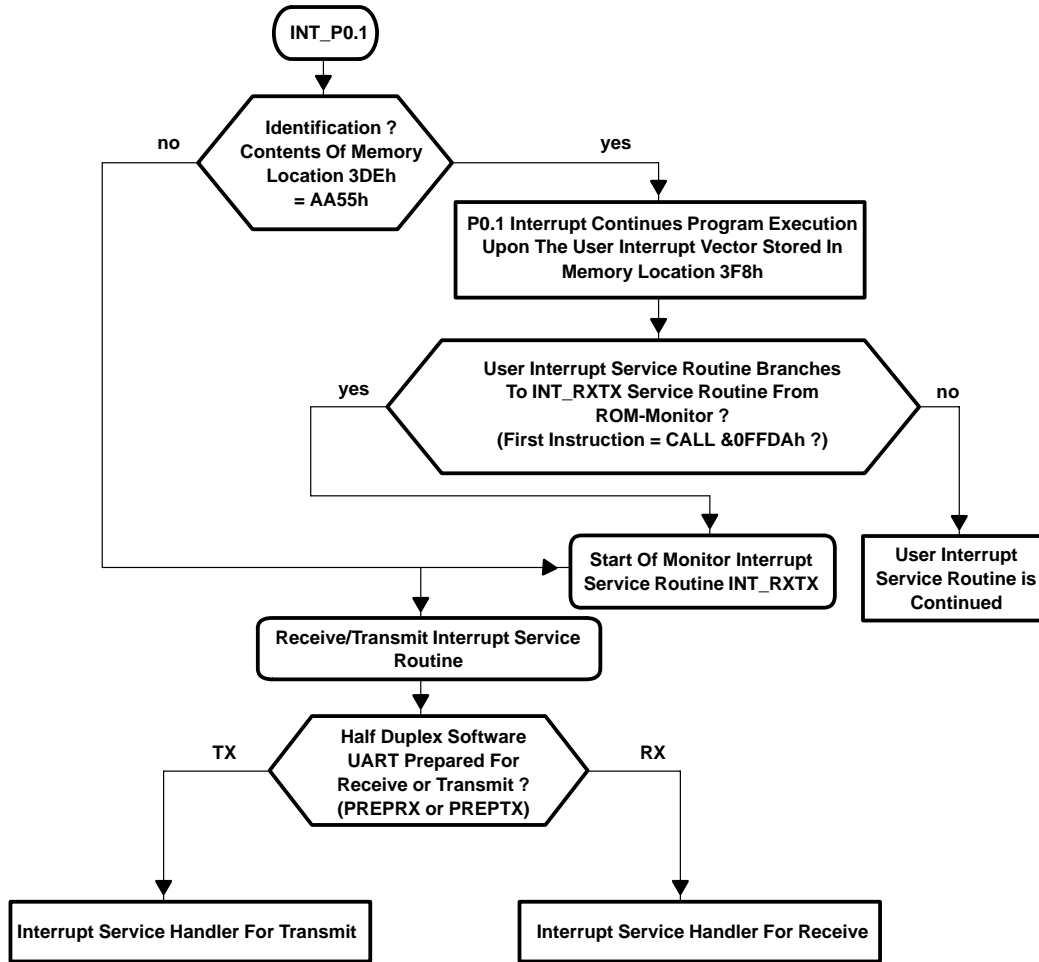 INT_P0.1
Identification ?
Contents Of Memory
Location 3DEh
= AA55h
no
yes
P0.1 Interrupt Continues Program Execution
Upon The User Interrupt Vector Stored In
Memory Location 3F8h
User Interrupt Service Routine Branches
To INT_RXTX Service Routine From
ROM-Monitor ?
(First Instruction = CALL &0FFDAh ?)
yes
no
Start Of Monitor Interrupt
Service Routine INT_RXTX
User Interrupt
Service Routine is
Continued
Receive/Transmit Interrupt Service
Routine
Half Duplex Software
UART Prepared For
Receive or Transmit ?
(PREPRX or PREPTX)
TX
RX
Interrupt Service Handler For Transmit
Interrupt Service Handler For Receive